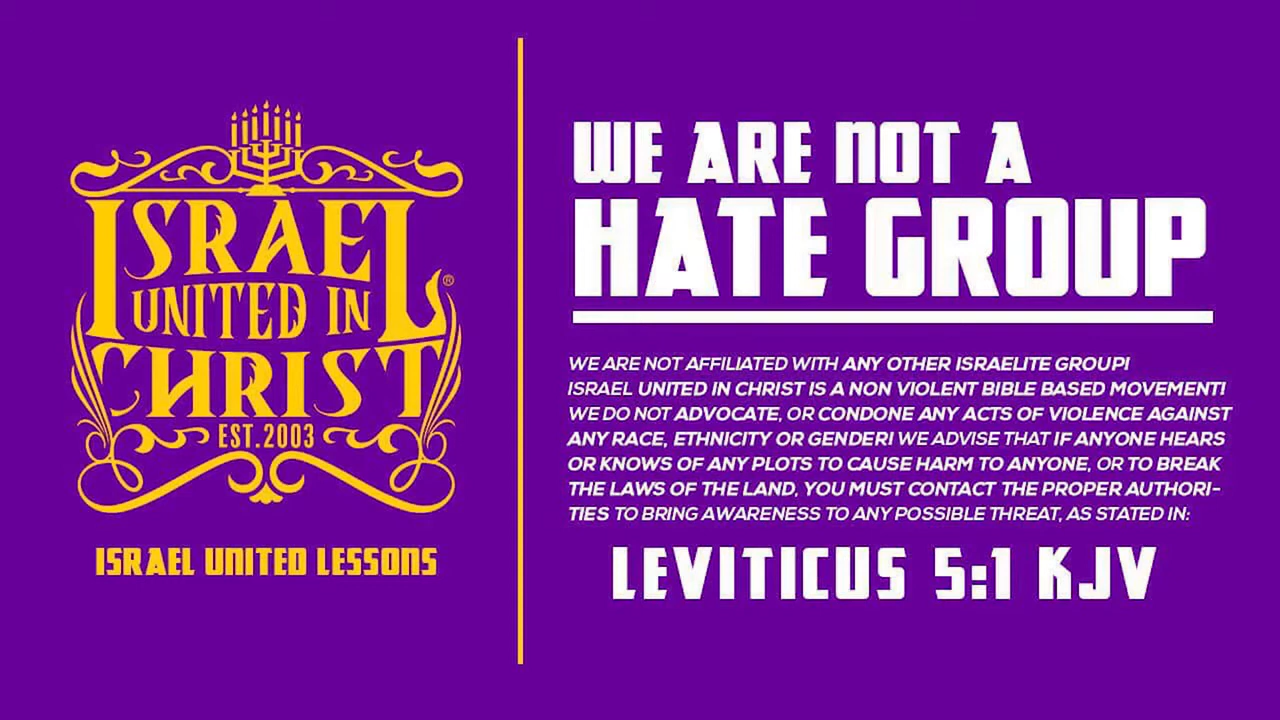 ISRAEL
UNITED IN
CHRIST
®
EST.2003
ISRAEL UNITED LESSONS
WE ARE NOT A
HATE GROUP
WE ARE NOT AFFILIATED WITH ANY OTHER ISRAELITE GROUP!
ISRAEL UNITED IN CHRIST IS A NON VIOLENT BIBLE BASED MOVEMENT!
WE DO NOT ADVOCATE, OR CONDONE ANY ACTS OF VIOLENCE AGAINST
ANY RACE, ETHNICITY OR GENDER! WE ADVISE THAT IF ANYONE HEARS
OR KNOWS OF ANY PLOTS TO CAUSE HARM TO ANYONE, OR TO BREAK
THE LAWS OF THE LAND, YOU MUST CONTACT THE PROPER AUTHORI-
TIES TO BRING AWARENESS TO ANY POSSIBLE THREAT, AS STATED IN:
LEVITICUS 5:1 KJV